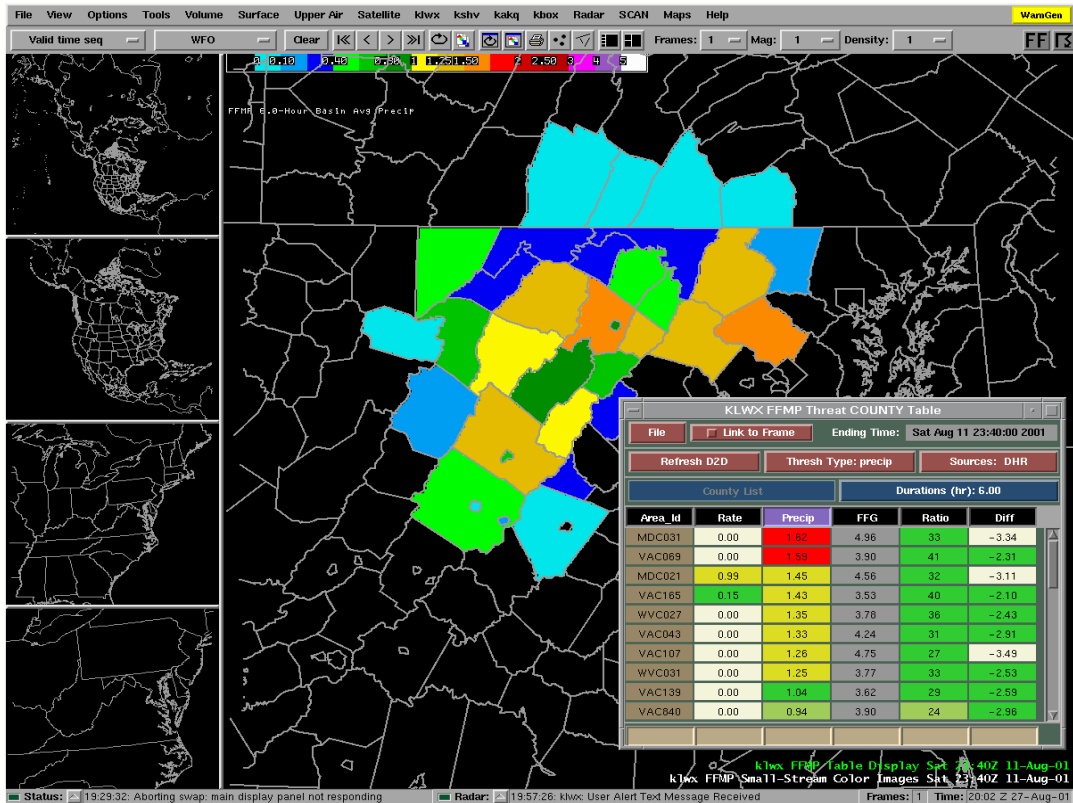 File View Options Tools Volume Surface Upper Air Satellite klwx kshv kakq kbox Radar SCAN Maps Help WarnGen
Valid time seq WFO Clear Frames: 1 Mag: 1 Density: 1 FF
0 0.10 0.40 0.80 1 1.25 1.50 2 2.50 3 4 5
FFMP 6.0-Hour Basin Avg Precip
KLWX FFMP Threat COUNTY Table
File Link to Frame Ending Time: Sat Aug 11 23:40:00 2001
Refresh D2D Thresh Type: precip Sources: DHR
County List Durations (hr): 6.00
Area_Id Rate Precip FFG Ratio Diff
MDC031 0.00 1.62 4.96 33 -3.34
VAC069 0.00 1.59 3.90 41 -2.31
MDC021 0.99 1.45 4.56 32 -3.11
VAC165 0.15 1.43 3.53 40 -2.10
WVC027 0.00 1.35 3.78 36 -2.43
VAC043 0.00 1.33 4.24 31 -2.91
VAC107 0.00 1.26 4.75 27 -3.49
WVC031 0.00 1.25 3.77 33 -2.53
VAC139 0.00 1.04 3.62 29 -2.59
VAC840 0.00 0.94 3.90 24 -2.96
klwx FFMP Table Display Sat 23:40Z 11-Aug-01
klwx FFMP Small-Stream Color Images Sat 23:40Z 11-Aug-01
Status: 19:29:32: Aborting swap: main display panel not responding Radar: 19:57:26: klwx: User Alert Text Message Received Frames: 1 Time: 20:02 Z 27-Aug-01